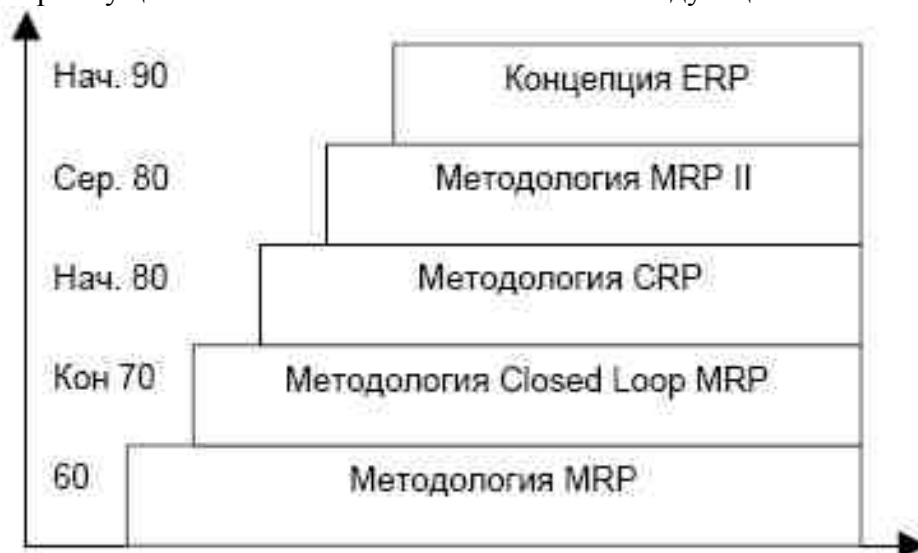 Нач. 90 Концепция ERP
Сер. 80 Методология MRP II
Нач. 80 Методология CRP
Кон 70 Методология Closed Loop MRP
60 Методология MRP